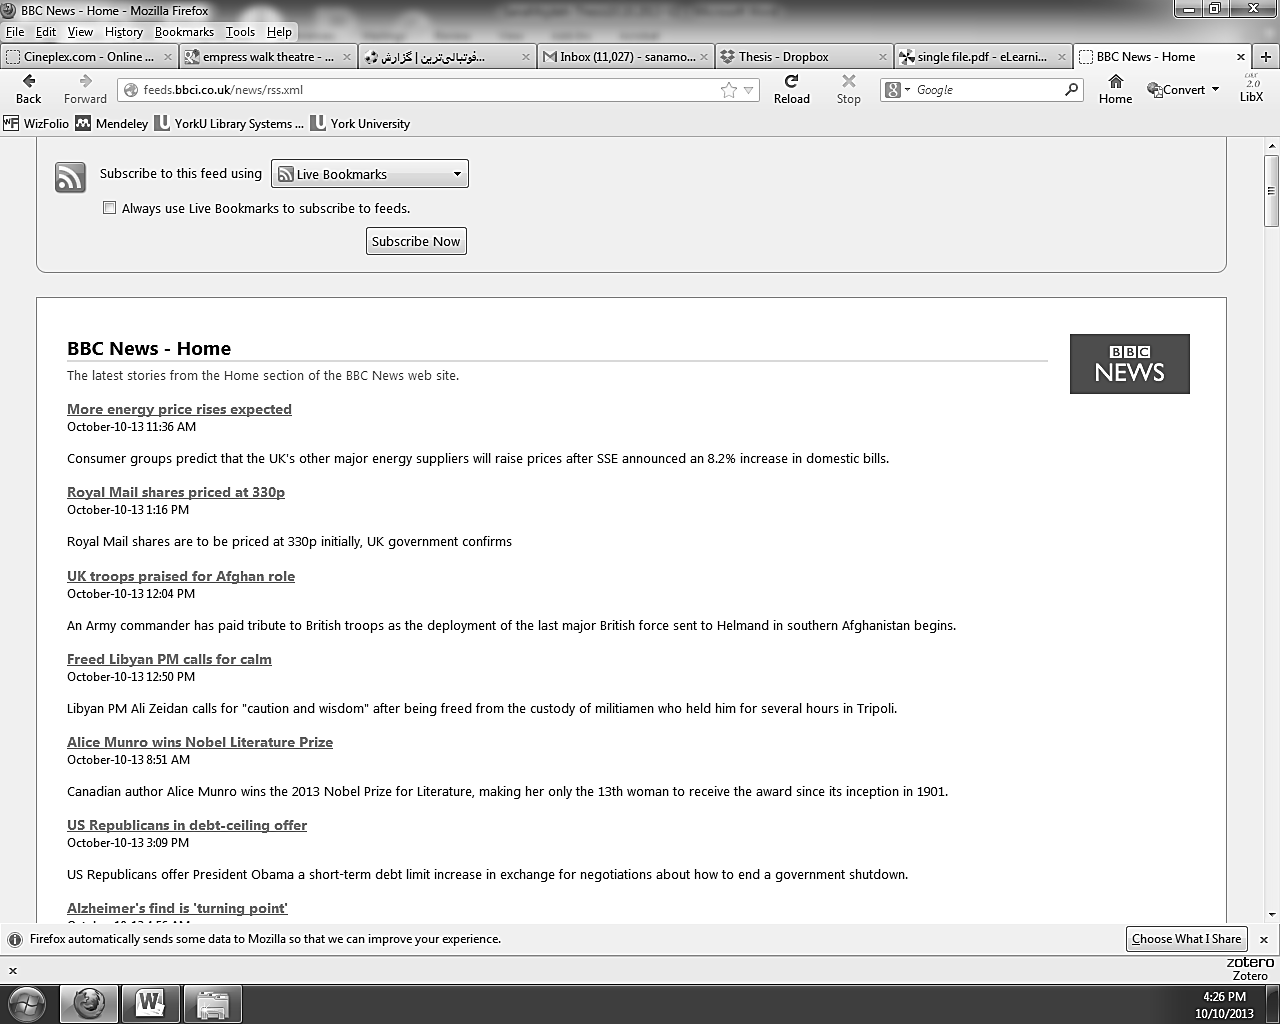 BBC News - Home - Mozilla Firefox
File Edit View History Bookmarks Tools Help
Cineplex.com - Online ... empress walk theatre - ... فوتبالی‌ترین | گزارش... Inbox (11,027) - sanamo... Thesis - Dropbox single file.pdf - eLearni... BBC News - Home
Back Forward feeds.bbci.co.uk/news/rss.xml Reload Stop Google Home Convert LibX 2.0
WizFolio Mendeley YorkU Library Systems ... York University
Subscribe to this feed using Live Bookmarks
Always use Live Bookmarks to subscribe to feeds.
Subscribe Now
BBC News - Home
BBC
NEWS
The latest stories from the Home section of the BBC News web site.
More energy price rises expected
October-10-13 11:36 AM
Consumer groups predict that the UK's other major energy suppliers will raise prices after SSE announced an 8.2% increase in domestic bills.
Royal Mail shares priced at 330p
October-10-13 1:16 PM
Royal Mail shares are to be priced at 330p initially, UK government confirms
UK troops praised for Afghan role
October-10-13 12:04 PM
An Army commander has paid tribute to British troops as the deployment of the last major British force sent to Helmand in southern Afghanistan begins.
Freed Libyan PM calls for calm
October-10-13 12:50 PM
Libyan PM Ali Zeidan calls for "caution and wisdom" after being freed from the custody of militiamen who held him for several hours in Tripoli.
Alice Munro wins Nobel Literature Prize
October-10-13 8:51 AM
Canadian author Alice Munro wins the 2013 Nobel Prize for Literature, making her only the 13th woman to receive the award since its inception in 1901.
US Republicans in debt-ceiling offer
October-10-13 3:09 PM
US Republicans offer President Obama a short-term debt limit increase in exchange for negotiations about how to end a government shutdown.
Alzheimer's find is 'turning point'
Firefox automatically sends some data to Mozilla so that we can improve your experience. Choose What I Share
zotero
Zotero
4:26 PM
10/10/2013